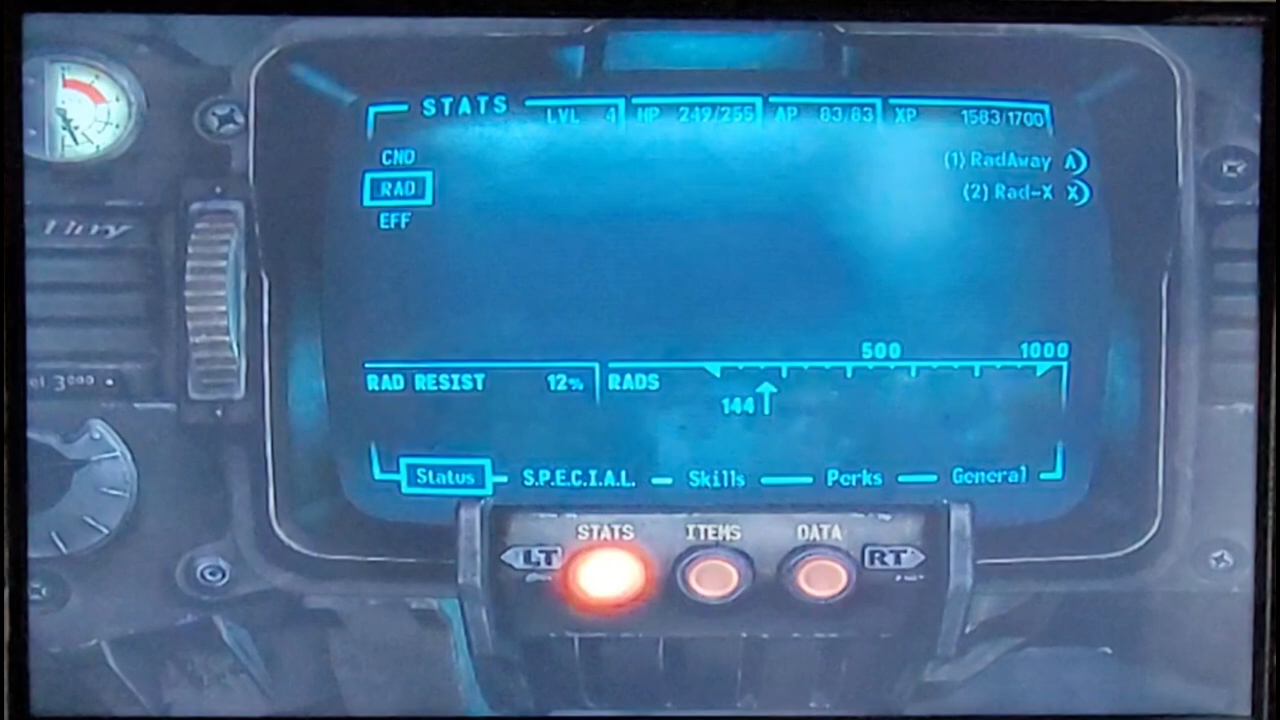 STATS LVL 4 HP 249/255 AP 83/83 XP 1583/1700
CND
(1) RadAway A)
RAD
(2) Rad-X X)
EFF
500 1000
RAD RESIST 12% RADS
144
Status S.P.E.C.I.A.L. Skills Perks General
STATS ITEMS DATA
LT RT